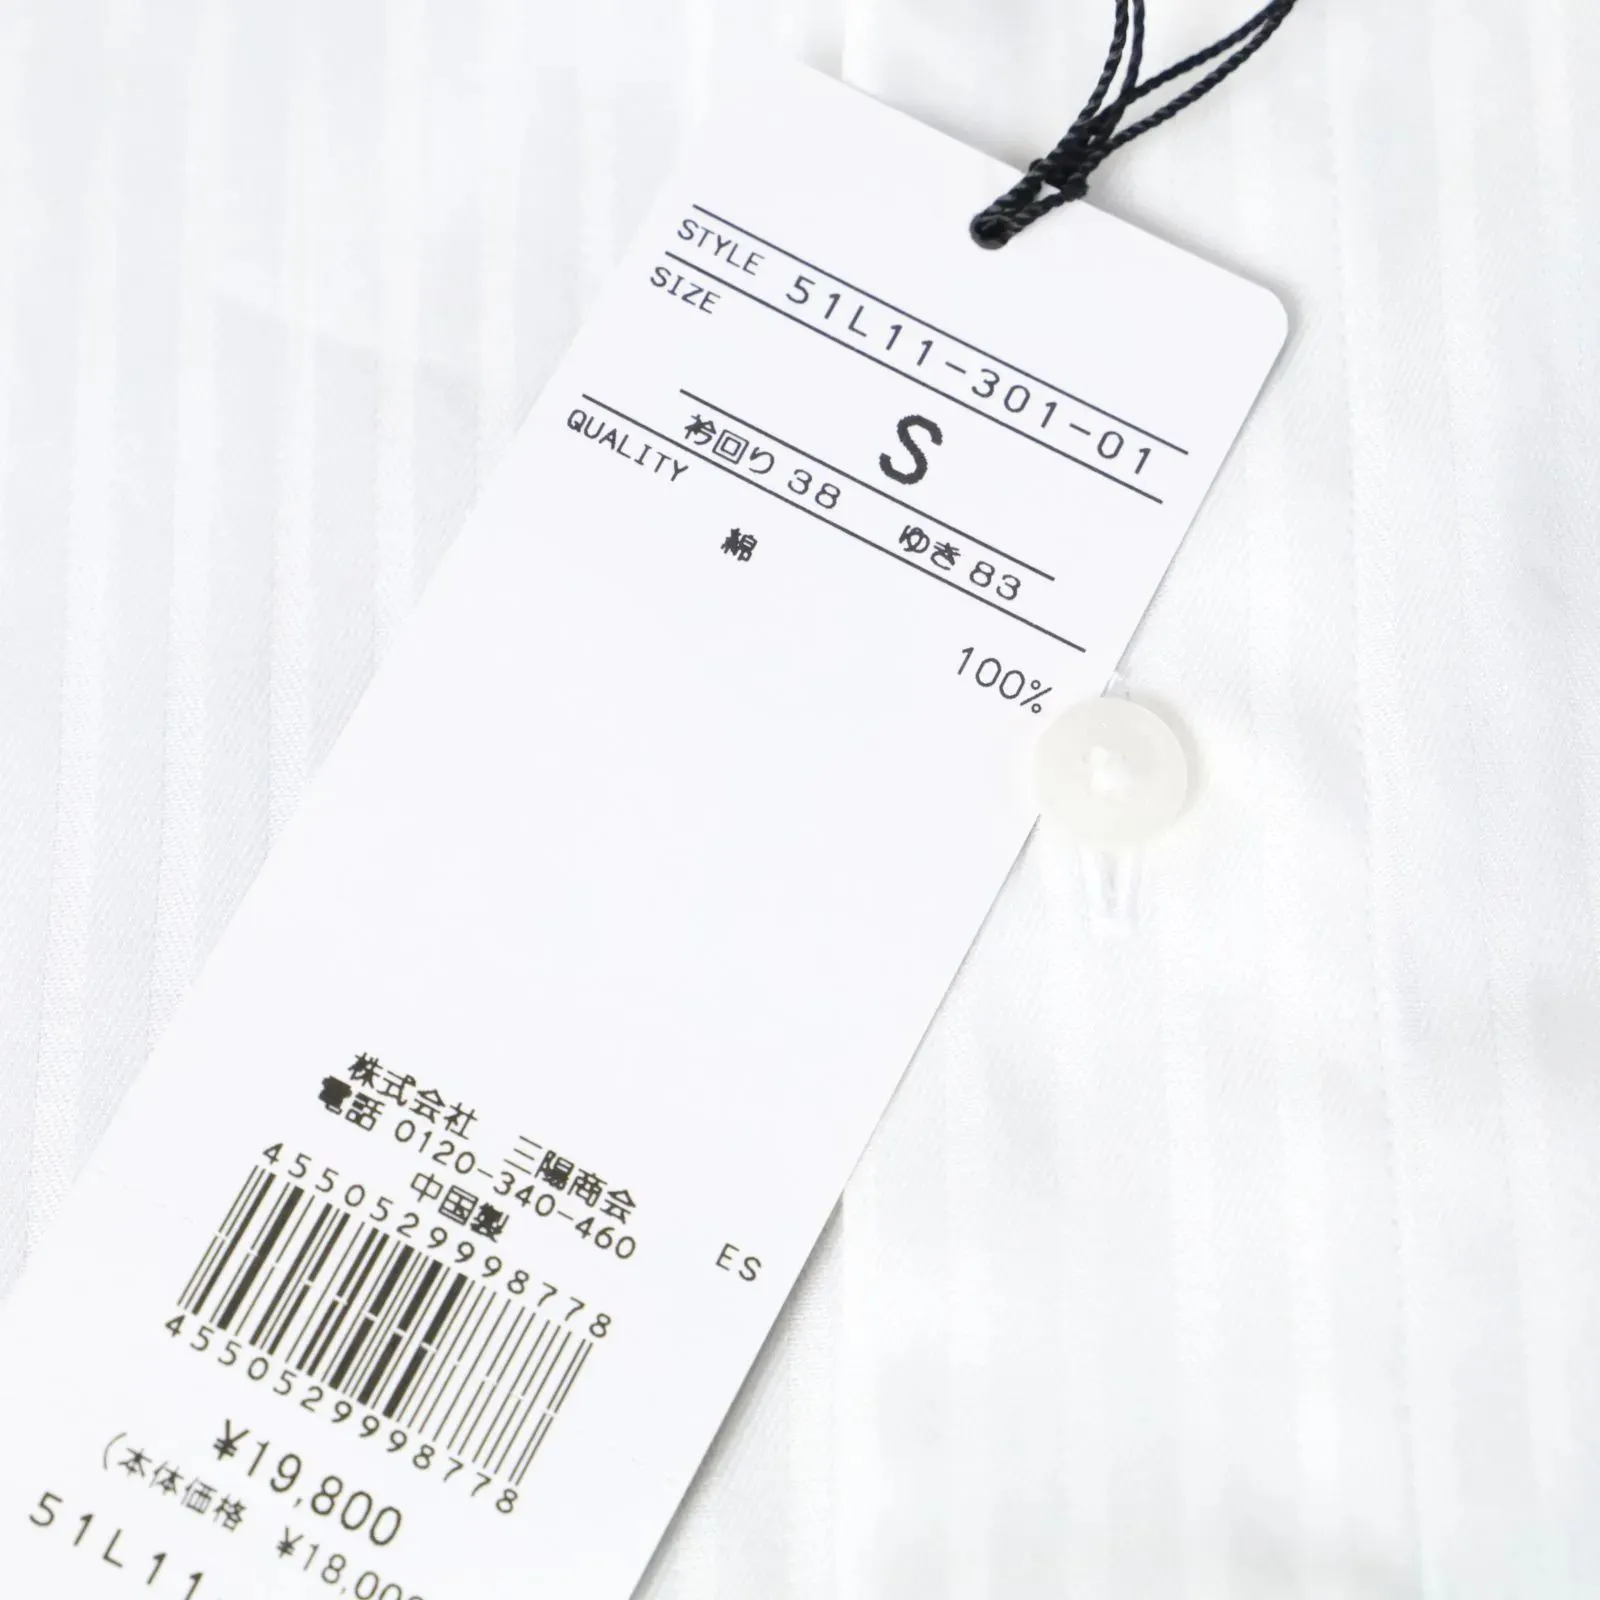 STYLE 51L11-301-01
SIZE
S
衿回り 38 ゆき 83
QUALITY
綿 100%
株式会社 三陽商会
電話 0120-340-460
中国製 ES
4550529998778
4550529998778
¥19,800
(本体価格 ¥18,000
51L11